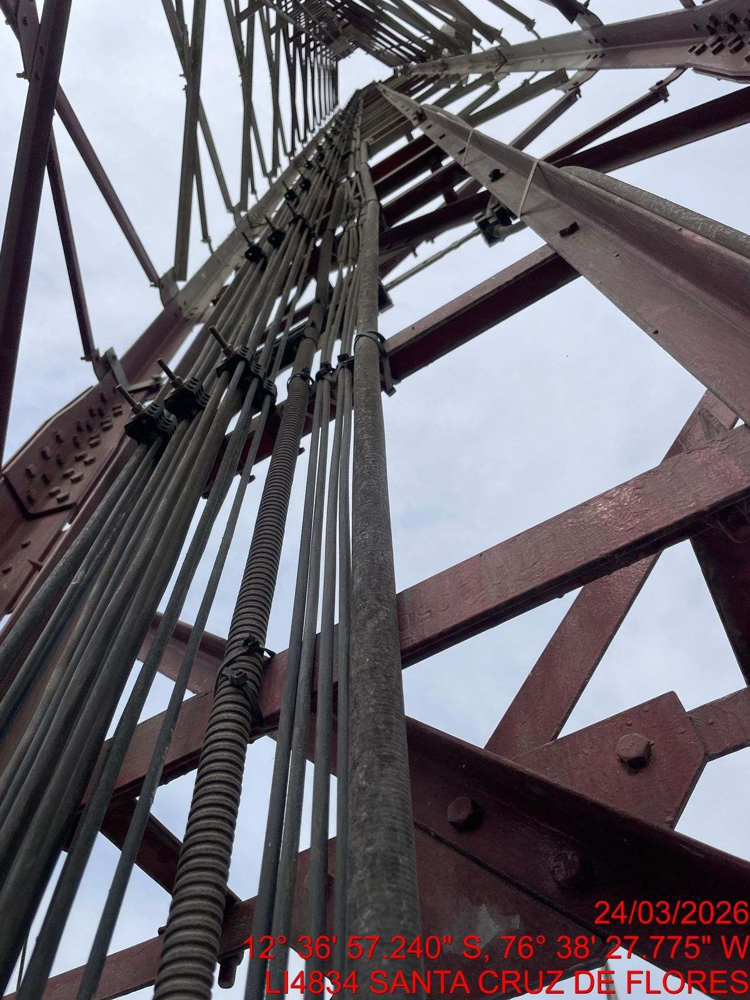 24/03/2026
12° 36' 57.240" S, 76° 38' 27.775" W
LI4834 SANTA CRUZ DE FLORES